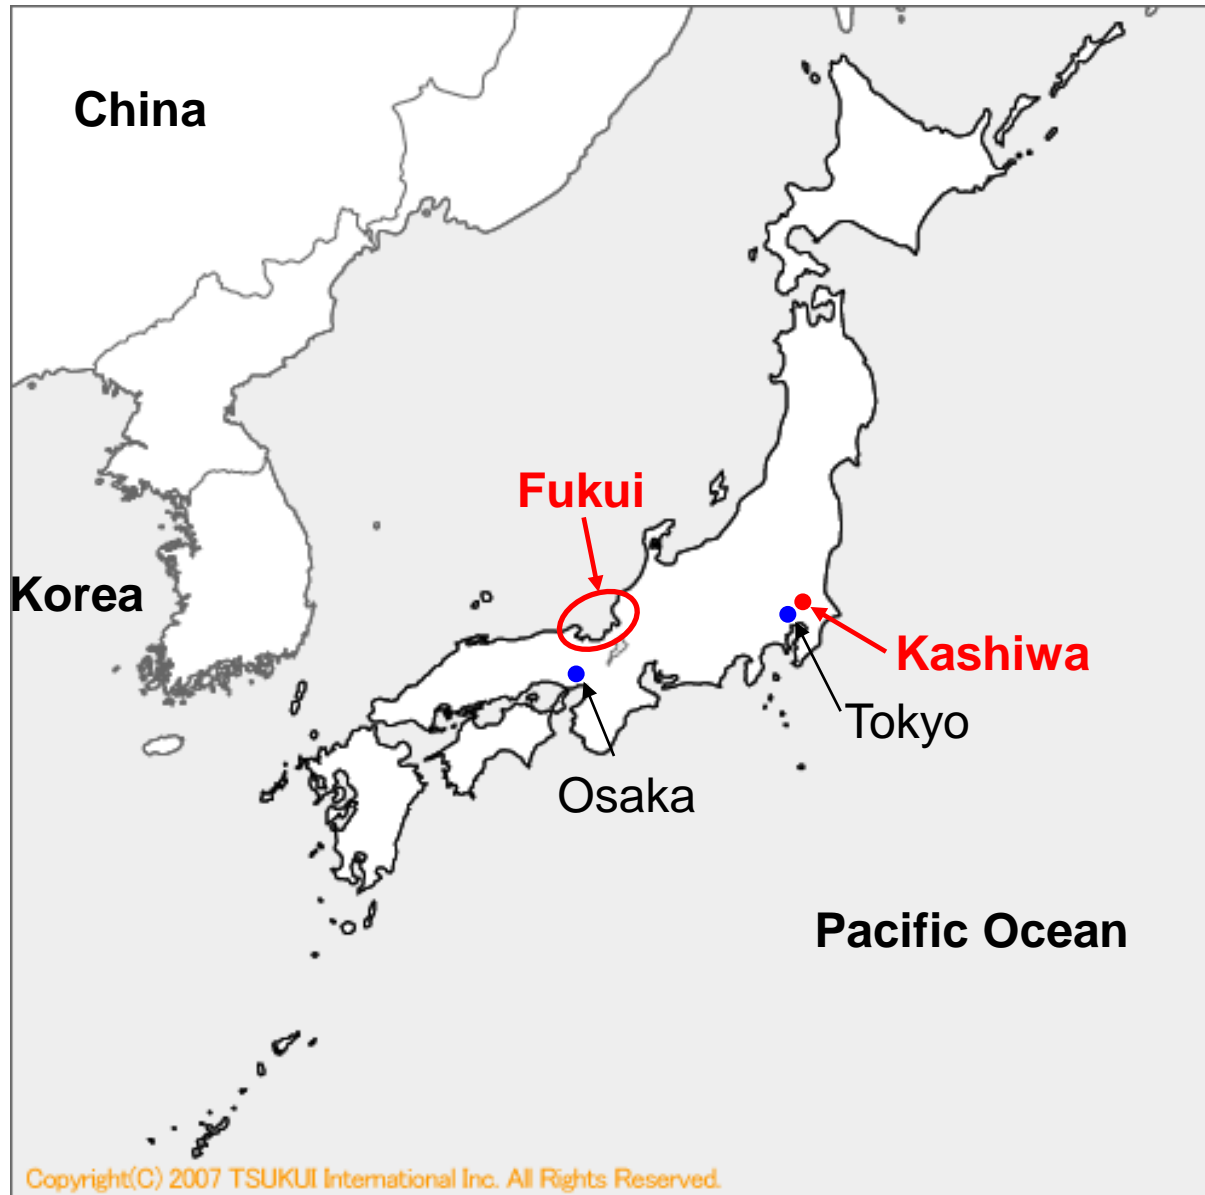 China
Fukui
Korea
Kashiwa
Tokyo
Osaka
Pacific Ocean
Copyright(C) 2007 TSUKUI International Inc. All Rights Reserved.